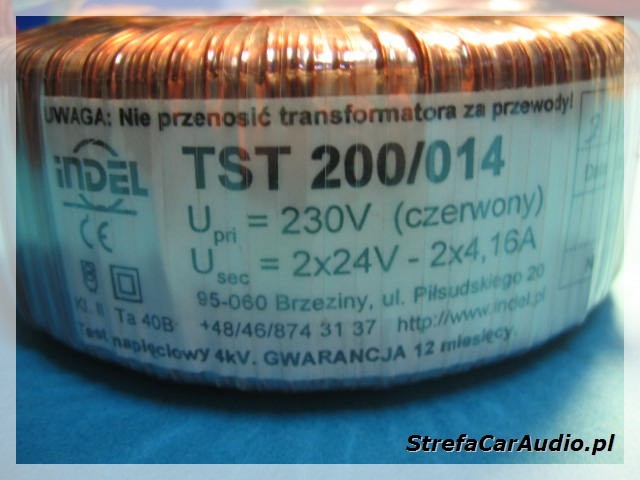 UWAGA: Nie przenosić transformatora za przewody!
iNDEL
TST 200/014
CE
Upri = 230V (czerwony)
Usec = 2x24V - 2x4,16A
95-060 Brzeziny, ul. Piłsudskiego 20
Kl. II Ta 40B +48/46/874 31 37 http://www.indel.pl
Test napięciowy 4kV. GWARANCJA 12 miesięcy
StrefaCarAudio.pl